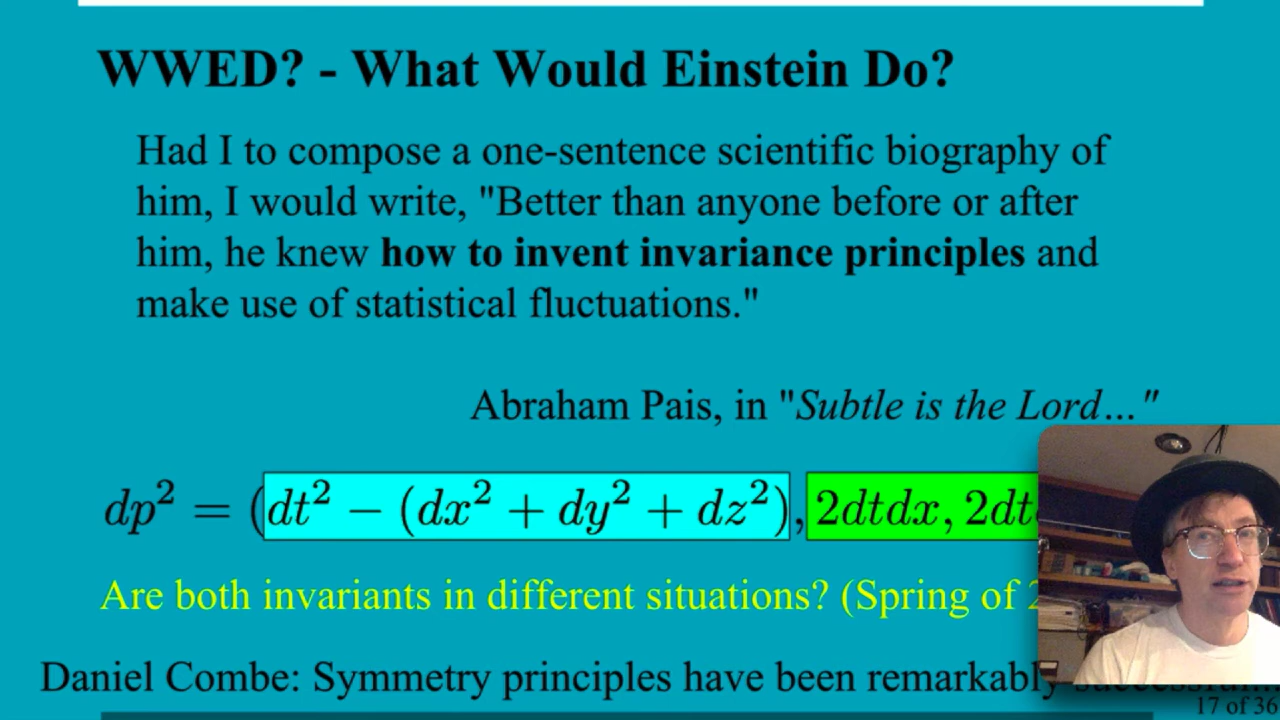 WWED? - What Would Einstein Do?
Had I to compose a one-sentence scientific biography of
him, I would write, "Better than anyone before or after
him, he knew how to invent invariance principles and
make use of statistical fluctuations."
Abraham Pais, in "Subtle is the Lord..."
dp² = (dt² − (dx² + dy² + dz²), 2dtdx, 2dt
Are both invariants in different situations? (Spring of
Daniel Combe: Symmetry principles have been remarkably successful...
17 of 36